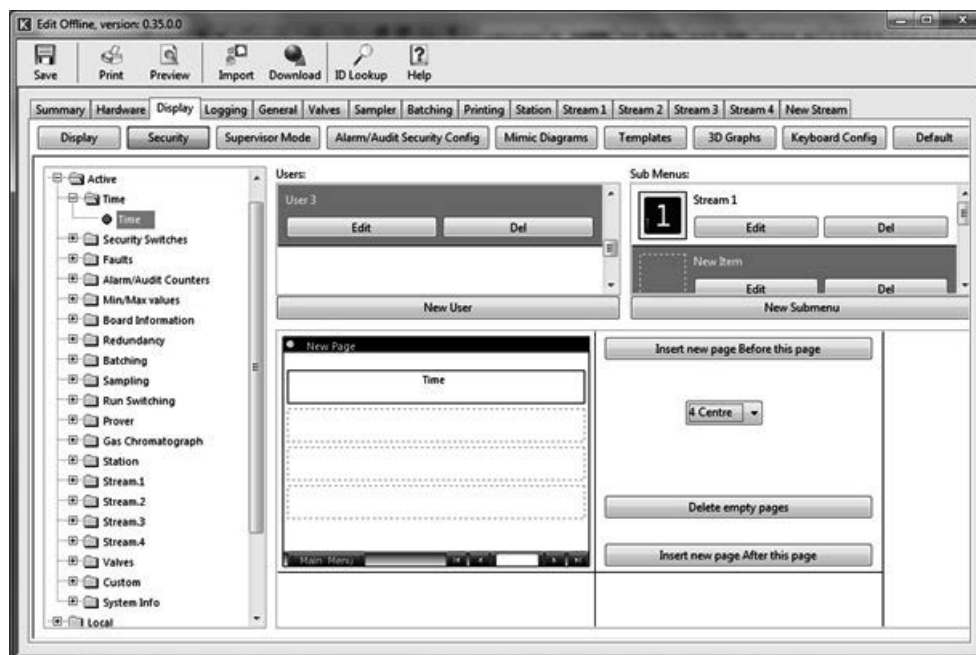 Edit Offline, version: 0.35.0.0
Save Print Preview Import Download ID Lookup Help
Summary Hardware Display Logging General Valves Sampler Batching Printing Station Stream 1 Stream 2 Stream 3 Stream 4 New Stream
Display Security Supervisor Mode Alarm/Audit Security Config Mimic Diagrams Templates 3D Graphs Keyboard Config Default
Active
Time
Time
Security Switches
Faults
Alarm/Audit Counters
Min/Max values
Board Information
Redundancy
Batching
Sampling
Run Switching
Prover
Gas Chromatograph
Station
Stream.1
Stream.2
Stream.3
Stream.4
Valves
Custom
System Info
Local
Users:
User 3
Edit Del
New User
Sub Menus:
1 Stream 1
Edit Del
New Item
Edit Del
New Submenu
New Page
Time
Main Menu
Insert new page Before this page
4 Centre
Delete empty pages
Insert new page After this page